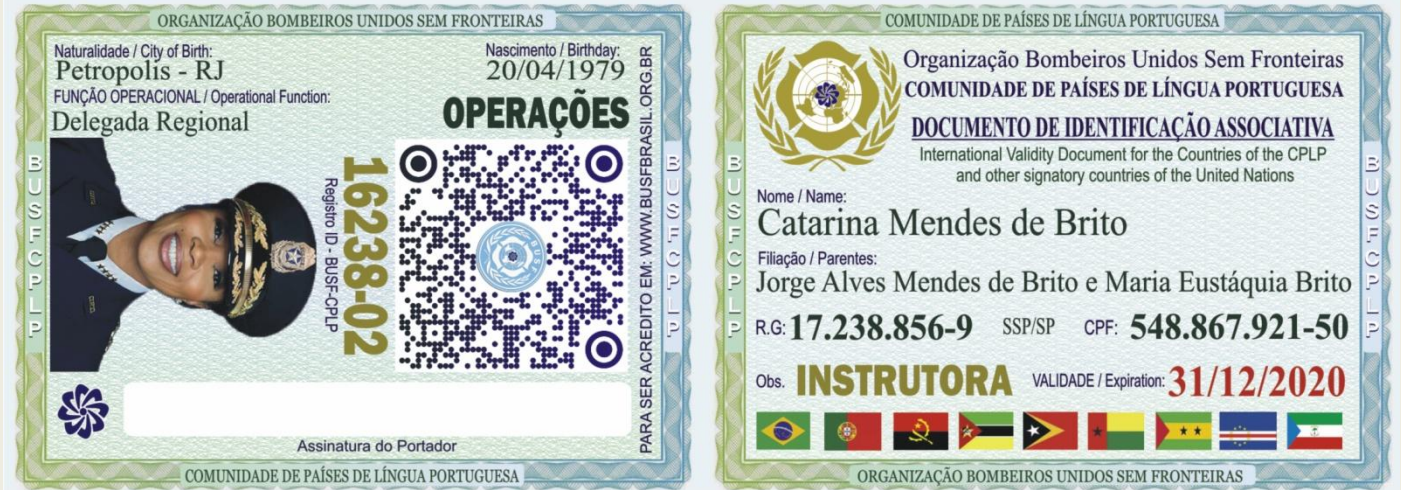 ORGANIZAÇÃO BOMBEIROS UNIDOS SEM FRONTEIRAS
Naturalidade / City of Birth:
Petropolis - RJ
Nascimento / Birthday:
20/04/1979
FUNÇÃO OPERACIONAL / Operational Function:
Delegada Regional
OPERAÇÕES
BUSFCPLP
16238-02
Registro ID - BUSF-CPLP
BUSF
BUSFCPLP
PARA SER ACREDITO EM: WWW.BUSFBRASIL.ORG.BR
Assinatura do Portador
COMUNIDADE DE PAÍSES DE LÍNGUA PORTUGUESA
COMUNIDADE DE PAÍSES DE LÍNGUA PORTUGUESA
Organização Bombeiros Unidos Sem Fronteiras
COMUNIDADE DE PAÍSES DE LÍNGUA PORTUGUESA
DOCUMENTO DE IDENTIFICAÇÃO ASSOCIATIVA
International Validity Document for the Countries of the CPLP
and other signatory countries of the United Nations
BUSFCPLP
Nome / Name:
Catarina Mendes de Brito
Filiação / Parentes:
Jorge Alves Mendes de Brito e Maria Eustáquia Brito
R.G: 17.238.856-9 SSP/SP CPF: 548.867.921-50
Obs. INSTRUTORA VALIDADE / Expiration: 31/12/2020
BUSFCPLP
ORGANIZAÇÃO BOMBEIROS UNIDOS SEM FRONTEIRAS